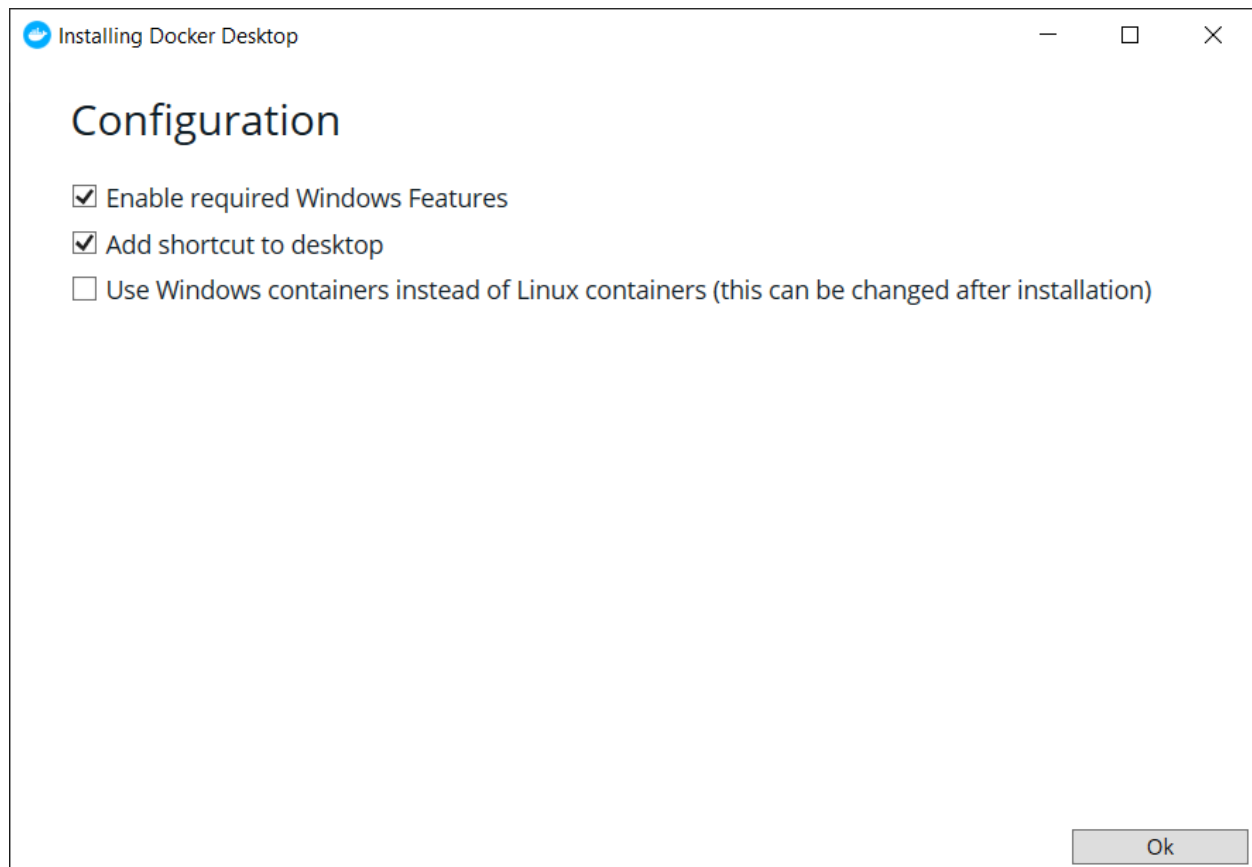 Installing Docker Desktop
Configuration
Enable required Windows Features
Add shortcut to desktop
Use Windows containers instead of Linux containers (this can be changed after installation)
Ok